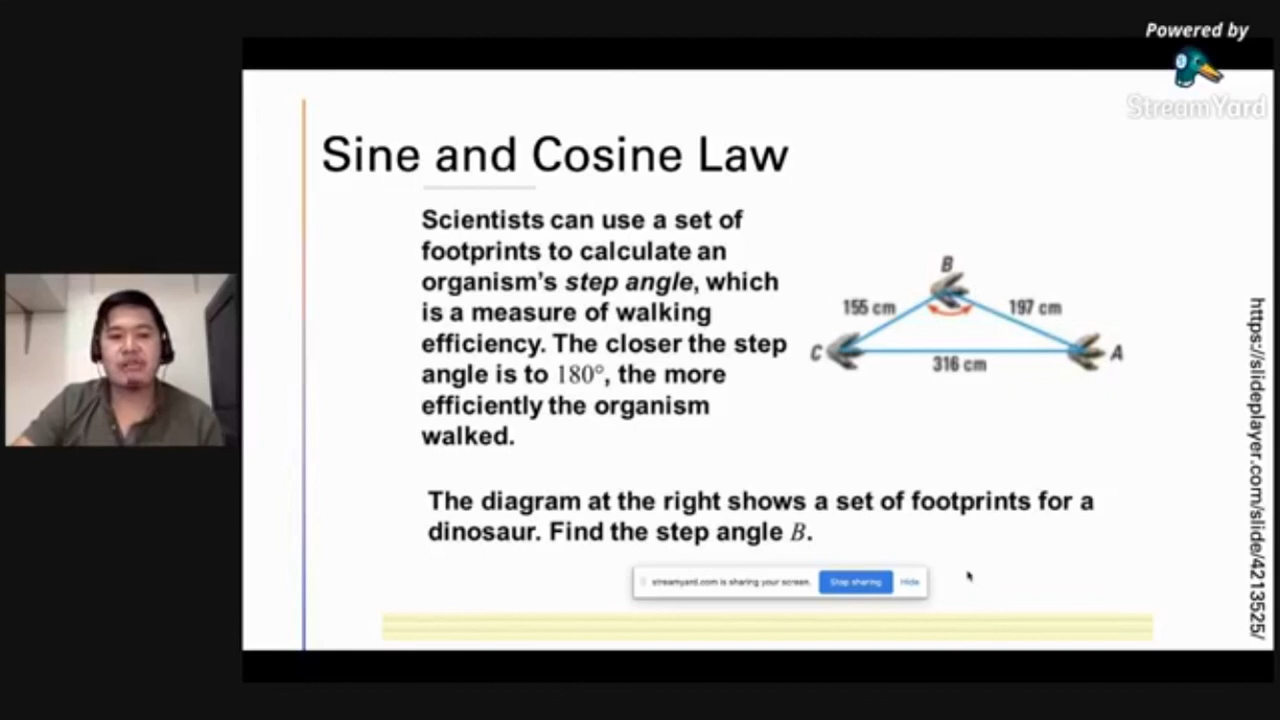 Powered by
StreamYard
Sine and Cosine Law
Scientists can use a set of
footprints to calculate an
organism's step angle, which
is a measure of walking
efficiency. The closer the step
angle is to 180°, the more
efficiently the organism
walked.
B
155 cm
197 cm
C
A
316 cm
The diagram at the right shows a set of footprints for a
dinosaur. Find the step angle B.
streamyard.com is sharing your screen.
Stop sharing
Hide
https://slideplayer.com/slide/4213525/